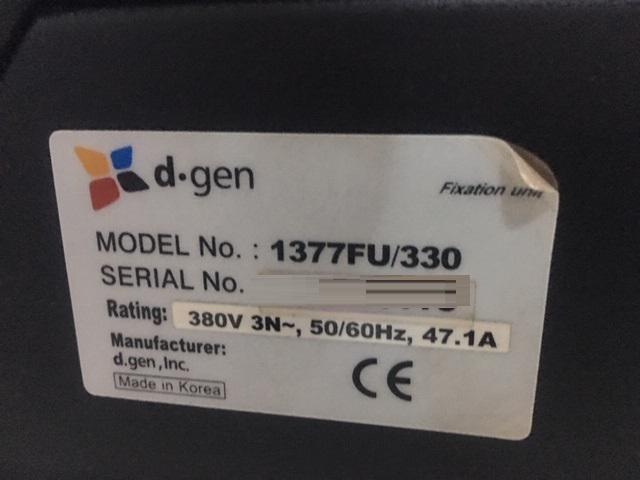 d·gen
Fixation unit
MODEL No. : 1377FU/330
SERIAL No.
Rating: 380V 3N~, 50/60Hz, 47.1A
Manufacturer:
d.gen,Inc.
Made in Korea
CE